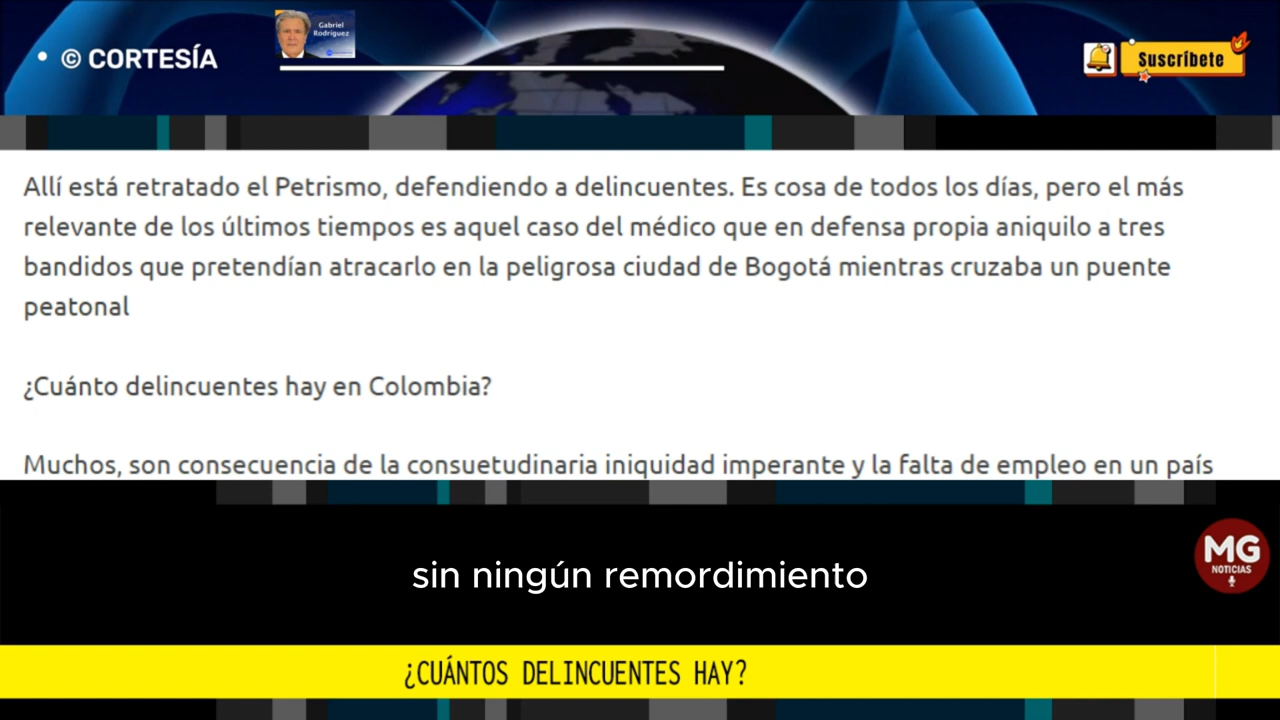 • © CORTESÍA
Gabriel
Rodríguez
Suscríbete
Allí está retratado el Petrismo, defendiendo a delincuentes. Es cosa de todos los días, pero el más
relevante de los últimos tiempos es aquel caso del médico que en defensa propia aniquilo a tres
bandidos que pretendían atracarlo en la peligrosa ciudad de Bogotá mientras cruzaba un puente
peatonal
¿Cuánto delincuentes hay en Colombia?
Muchos, son consecuencia de la consuetudinaria iniquidad imperante y la falta de empleo en un país
sin ningún remordimiento
MG
NOTICIAS
¿CUÁNTOS DELINCUENTES HAY?